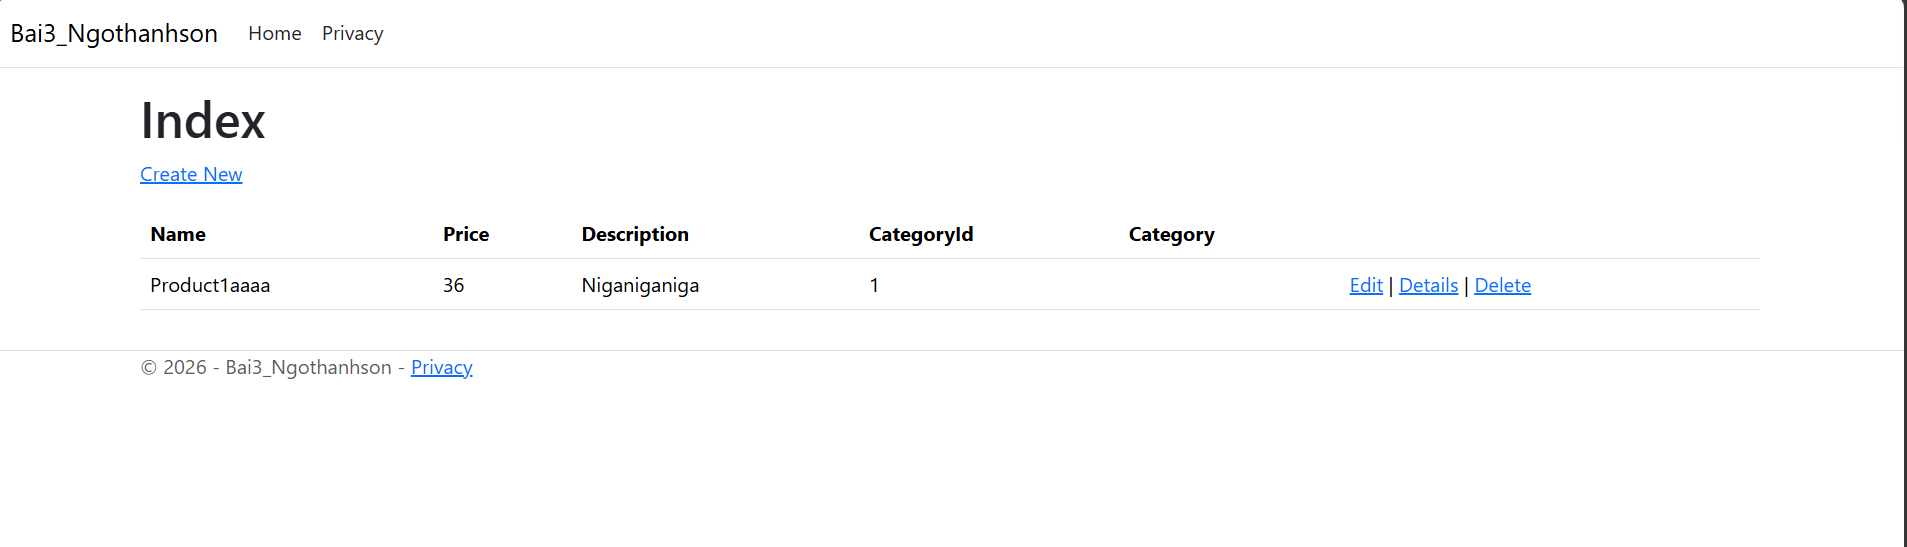 Bai3_Ngothanhson Home Privacy
Index
Create New
Name Price Description CategoryId Category
Product1aaaa 36 Niganiganiga 1 Edit | Details | Delete
© 2026 - Bai3_Ngothanhson - Privacy